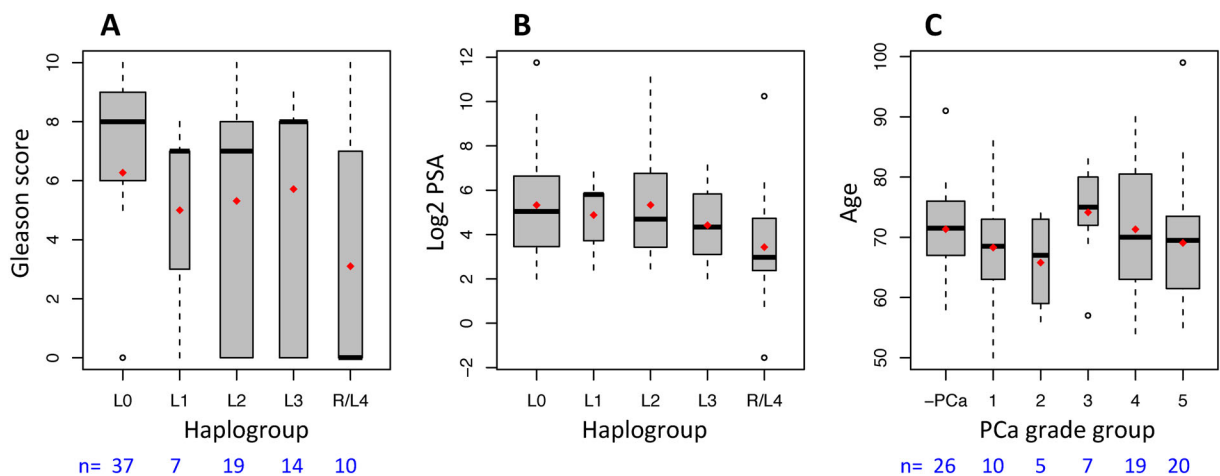 A
Gleason score
10
8
6
4
2
0
L0 L1 L2 L3 R/L4
Haplogroup
n= 37 7 19 14 10
B
Log2 PSA
12
10
8
6
4
2
0
−2
L0 L1 L2 L3 R/L4
Haplogroup
C
Age
100
90
80
70
60
50
−PCa 1 2 3 4 5
PCa grade group
n= 26 10 5 7 19 20